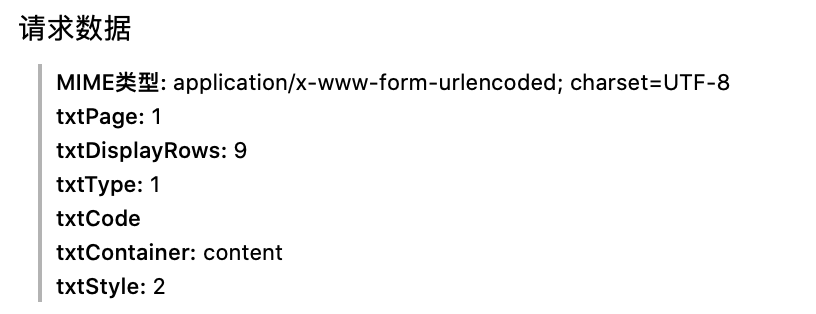 请求数据
MIME类型: application/x-www-form-urlencoded; charset=UTF-8
txtPage: 1
txtDisplayRows: 9
txtType: 1
txtCode
txtContainer: content
txtStyle: 2